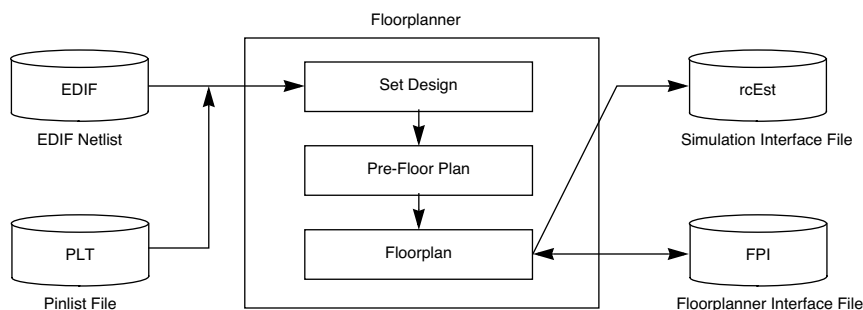 Floorplanner
EDIF
EDIF Netlist
PLT
Pinlist File
Set Design
Pre-Floor Plan
Floorplan
rcEst
Simulation Interface File
FPI
Floorplanner Interface File